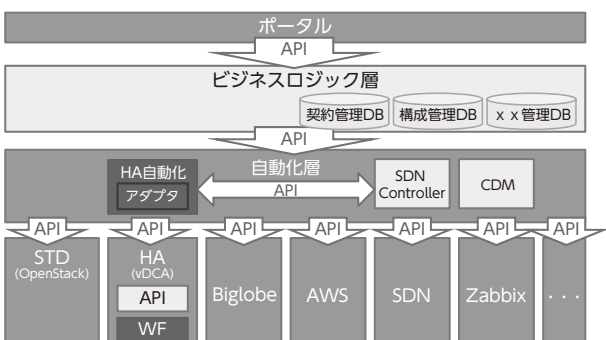 ポータル
API
ビジネスロジック層
契約管理DB
構成管理DB
ｘｘ管理DB
API
自動化層
HA自動化
アダプタ
API
SDN
Controller
CDM
API
API
API
API
API
API
API
STD
(OpenStack)
HA
(vDCA)
API
WF
Biglobe
AWS
SDN
Zabbix
・・・